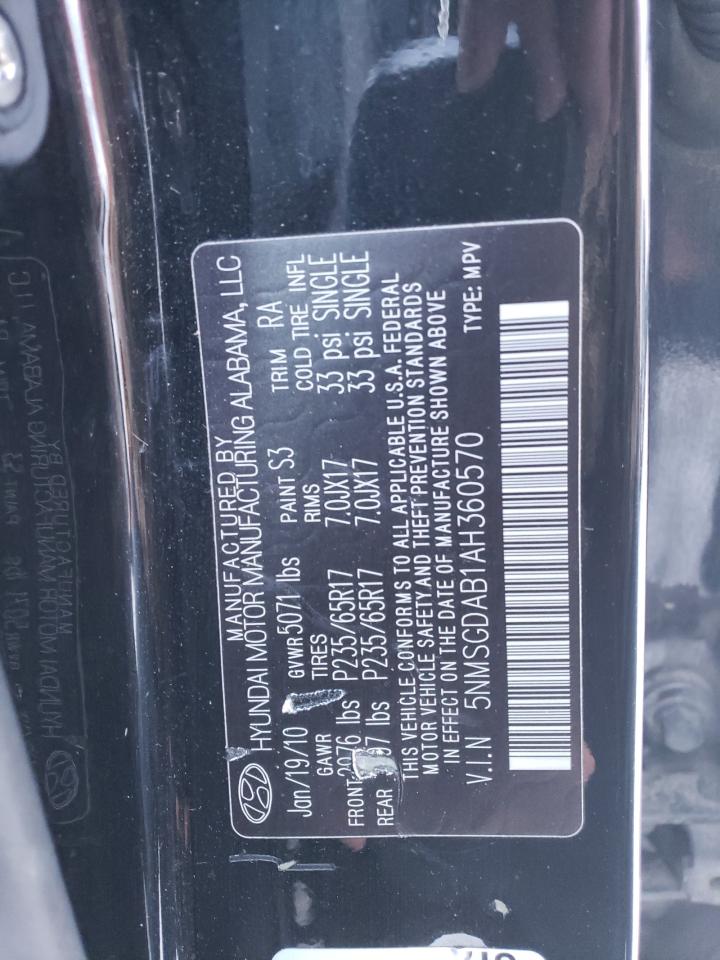 MANUFACTURED BY
HYUNDAI MOTOR MANUFACTURING ALABAMA, LLC
Jan/19/10 GVWR 5071 lbs PAINT S3 TRIM RA
GAWR TIRES RIMS COLD TIRE INFL
FRONT 2976 lbs P235/65R17 7.0JX17 33 psi SINGLE
REAR lbs P235/65R17 7.0JX17 33 psi SINGLE
THIS VEHICLE CONFORMS TO ALL APPLICABLE U.S.A. FEDERAL
MOTOR VEHICLE SAFETY AND THEFT PREVENTION STANDARDS
IN EFFECT ON THE DATE OF MANUFACTURE SHOWN ABOVE
V.I.N 5NMSGDAB1AH360570 TYPE: MPV